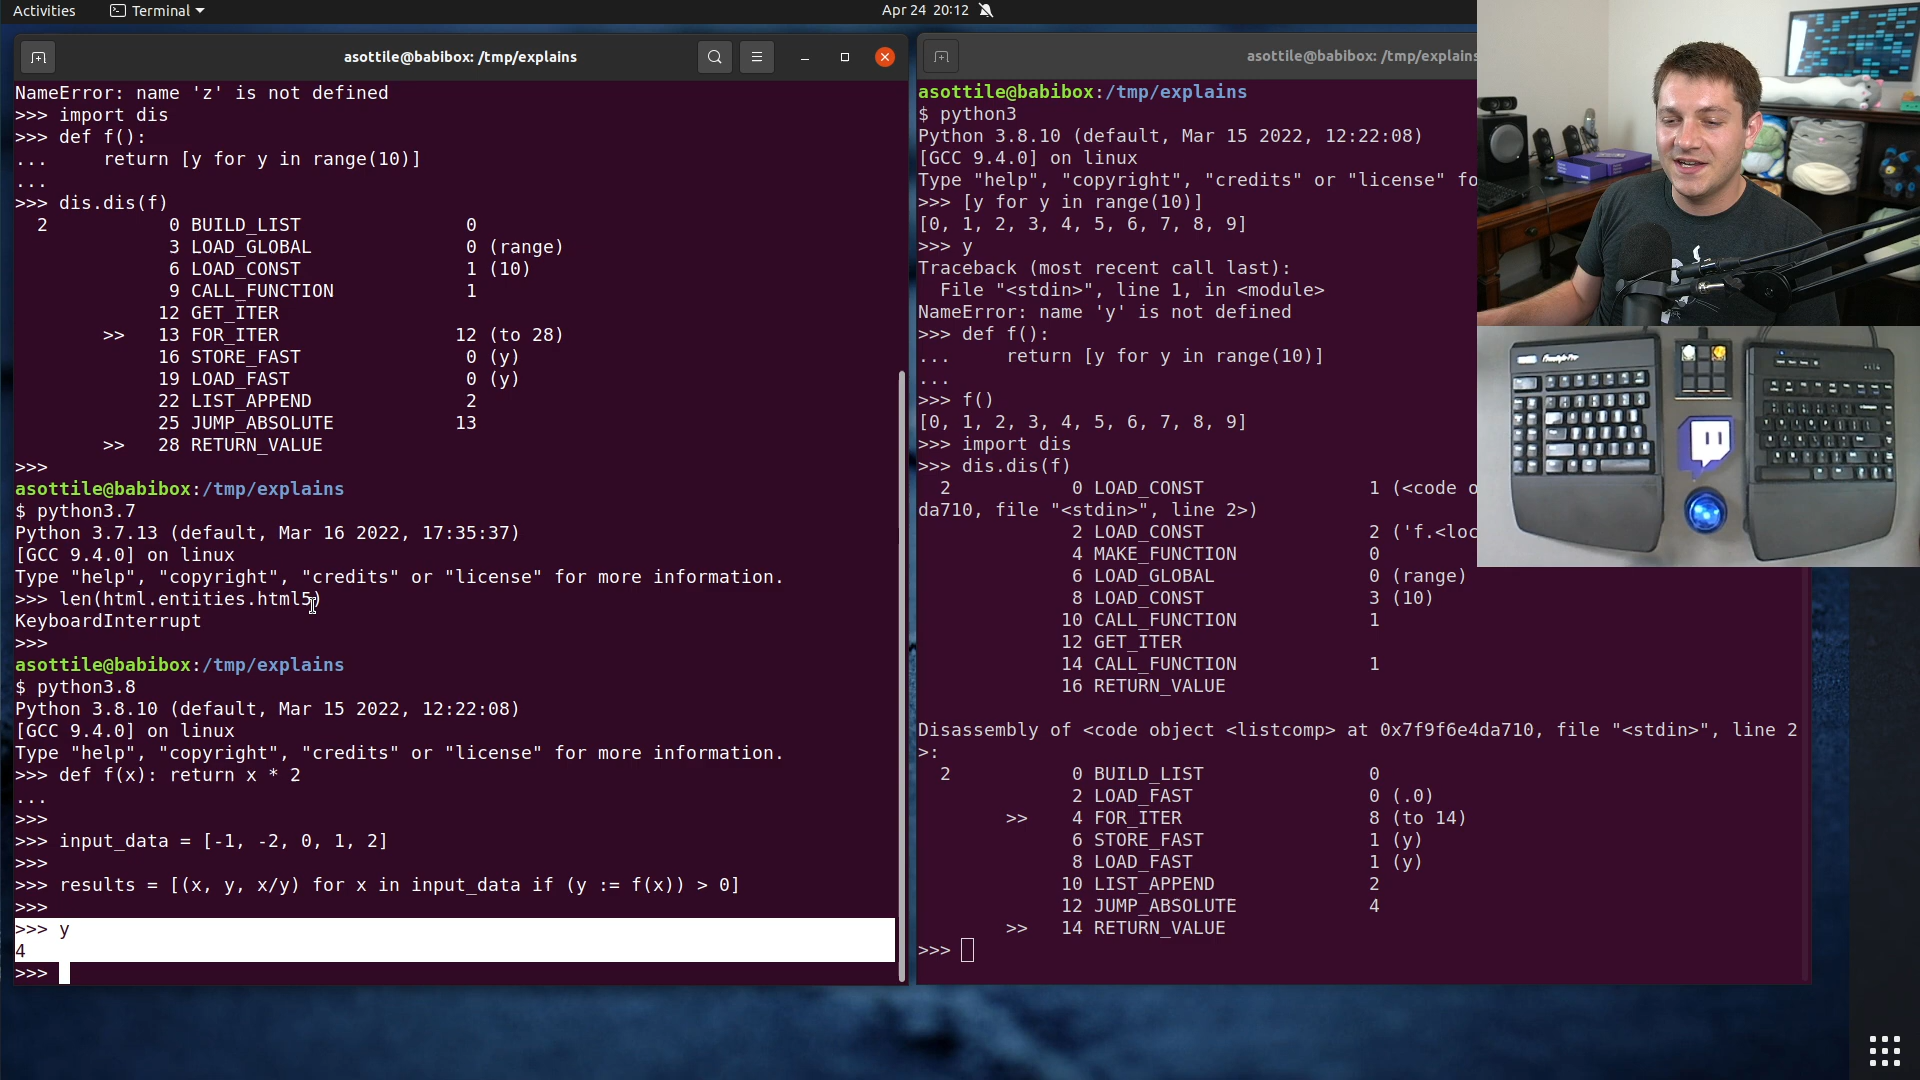 Activities
Terminal
Apr 24 20:12
asottile@babibox: /tmp/explains
NameError: name 'z' is not defined
>>> import dis
>>> def f():
...     return [y for y in range(10)]
...
>>> dis.dis(f)
  2           0 BUILD_LIST               0
              3 LOAD_GLOBAL              0 (range)
              6 LOAD_CONST               1 (10)
              9 CALL_FUNCTION            1
             12 GET_ITER
        >>   13 FOR_ITER                12 (to 28)
             16 STORE_FAST               0 (y)
             19 LOAD_FAST                0 (y)
             22 LIST_APPEND              2
             25 JUMP_ABSOLUTE           13
        >>   28 RETURN_VALUE
>>>
asottile@babibox:/tmp/explains
$ python3.7
Python 3.7.13 (default, Mar 16 2022, 17:35:37)
[GCC 9.4.0] on linux
Type "help", "copyright", "credits" or "license" for more information.
>>> len(html.entities.html5)
KeyboardInterrupt
>>>
asottile@babibox:/tmp/explains
$ python3.8
Python 3.8.10 (default, Mar 15 2022, 12:22:08)
[GCC 9.4.0] on linux
Type "help", "copyright", "credits" or "license" for more information.
>>> def f(x): return x * 2
...
>>>
>>> input_data = [-1, -2, 0, 1, 2]
>>>
>>> results = [(x, y, x/y) for x in input_data if (y := f(x)) > 0]
>>>
>>> y
4
>>>
asottile@babibox: /tmp/explains
asottile@babibox:/tmp/explains
$ python3
Python 3.8.10 (default, Mar 15 2022, 12:22:08)
[GCC 9.4.0] on linux
Type "help", "copyright", "credits" or "license" fo
>>> [y for y in range(10)]
[0, 1, 2, 3, 4, 5, 6, 7, 8, 9]
>>> y
Traceback (most recent call last):
  File "<stdin>", line 1, in <module>
NameError: name 'y' is not defined
>>> def f():
...     return [y for y in range(10)]
...
>>> f()
[0, 1, 2, 3, 4, 5, 6, 7, 8, 9]
>>> import dis
>>> dis.dis(f)
  2           0 LOAD_CONST               1 (<code o
da710, file "<stdin>", line 2>)
              2 LOAD_CONST               2 ('f.<loc
              4 MAKE_FUNCTION            0
              6 LOAD_GLOBAL              0 (range)
              8 LOAD_CONST               3 (10)
             10 CALL_FUNCTION            1
             12 GET_ITER
             14 CALL_FUNCTION            1
             16 RETURN_VALUE
Disassembly of <code object <listcomp> at 0x7f9f6e4da710, file "<stdin>", line 2
>:
  2           0 BUILD_LIST               0
              2 LOAD_FAST                0 (.0)
        >>    4 FOR_ITER                 8 (to 14)
              6 STORE_FAST               1 (y)
              8 LOAD_FAST                1 (y)
             10 LIST_APPEND              2
             12 JUMP_ABSOLUTE            4
        >>   14 RETURN_VALUE
>>>